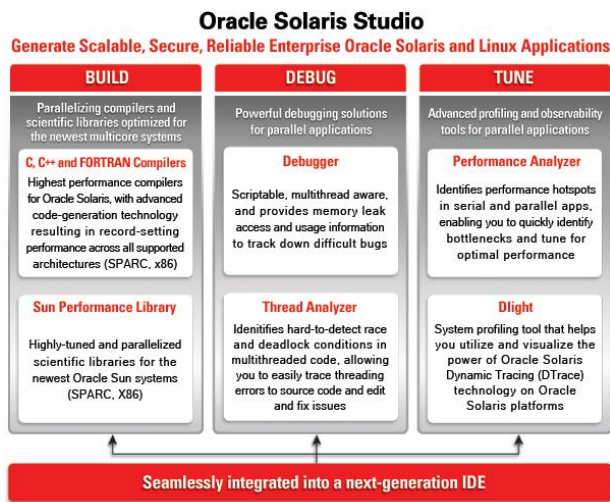 Oracle Solaris Studio
Generate Scalable, Secure, Reliable Enterprise Oracle Solaris and Linux Applications
BUILD
Parallelizing compilers and
scientific libraries optimized for
the newest multicore systems
C, C++ and FORTRAN Compilers
Highest performance compilers
for Oracle Solaris, with advanced
code-generation technology
resulting in record-setting
performance across all supported
architectures (SPARC, x86)
Sun Performance Library
Highly-tuned and parallelized
scientific libraries for the
newest Oracle Sun systems
(SPARC, X86)
DEBUG
Powerful debugging solutions
for parallel applications
Debugger
Scriptable, multithread aware,
and provides memory leak
access and usage information
to track down difficult bugs
Thread Analyzer
Ideintifies hard-to-detect race
and deadlock conditions in
multithreaded code, allowing
you to easily trace threading
errors to source code and edit
and fix issues
TUNE
Advanced profiling and observability
tools for parallel applications
Performance Analyzer
Identifies performance hotspots
in serial and parallel apps,
enabling you to quickly identify
bottlenecks and tune for
optimal performance
Dlight
System profiling tool that helps
you utilize and visualize the
power of Oracle Solaris
Dynamic Tracing (DTrace)
technology on Oracle
Solaris platforms
Seamlessly integrated into a next-generation IDE